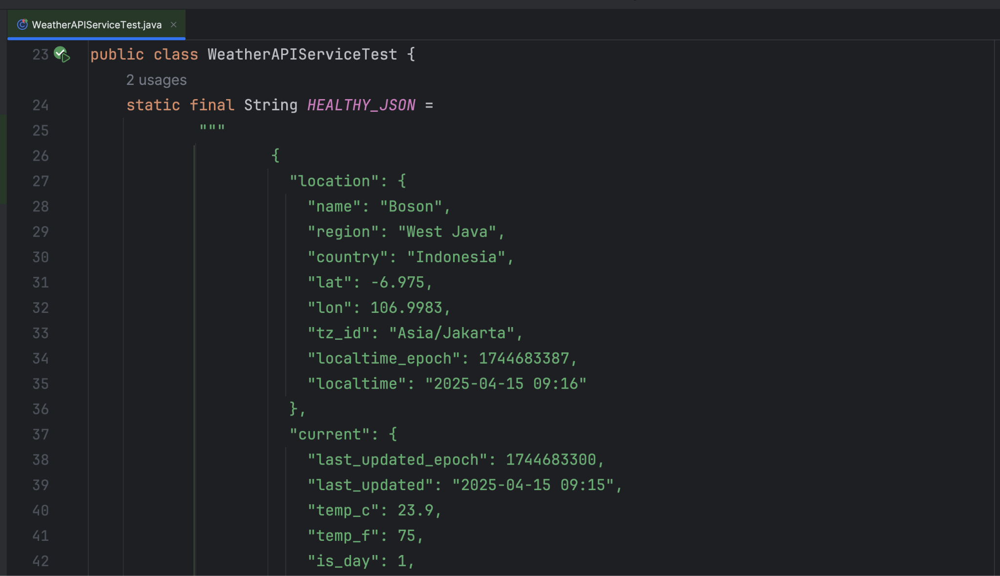 WeatherAPIServiceTest.java
23 public class WeatherAPIServiceTest {
2 usages
24 static final String HEALTHY_JSON =
25 """
26 {
27 "location": {
28 "name": "Boson",
29 "region": "West Java",
30 "country": "Indonesia",
31 "lat": -6.975,
32 "lon": 106.9983,
33 "tz_id": "Asia/Jakarta",
34 "localtime_epoch": 1744683387,
35 "localtime": "2025-04-15 09:16"
36 },
37 "current": {
38 "last_updated_epoch": 1744683300,
39 "last_updated": "2025-04-15 09:15",
40 "temp_c": 23.9,
41 "temp_f": 75,
42 "is_day": 1,